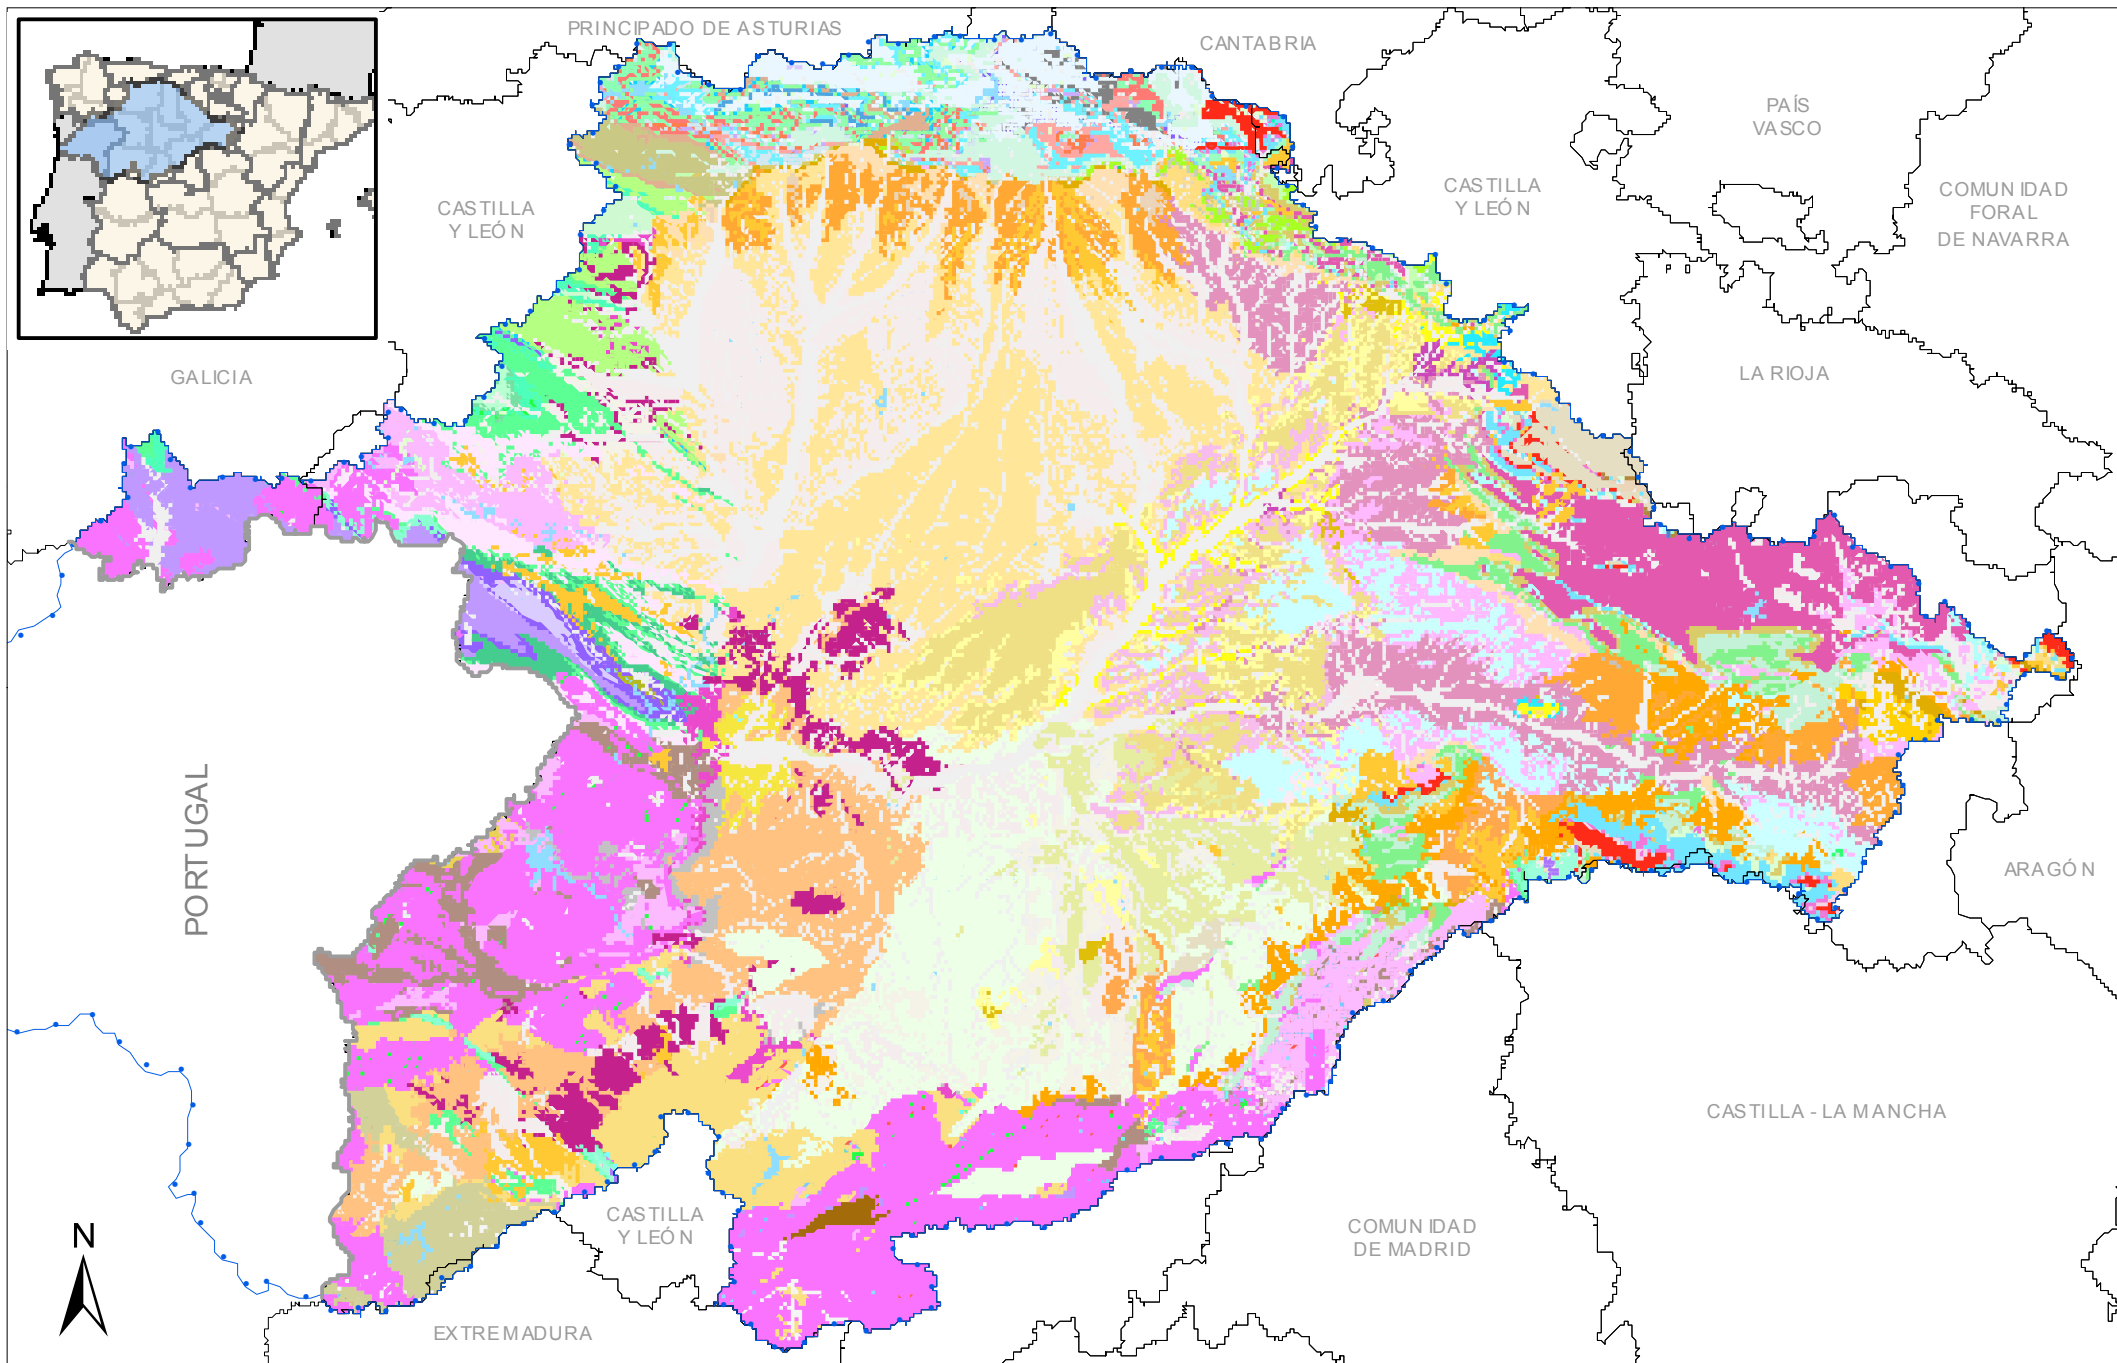 PRINCIPADO DE ASTURIAS
CANTABRIA
PAÍS
VASCO
CASTILLA
Y LEÓN
COMUNIDAD
FORAL
DE NAVARRA
CASTILLA
Y LEÓN
GALICIA
LA RIOJA
PORTUGAL
ARAGÓN
CASTILLA - LA MANCHA
CASTILLA
Y LEÓN
COMUNIDAD
DE MADRID
N
EXTREMADURA